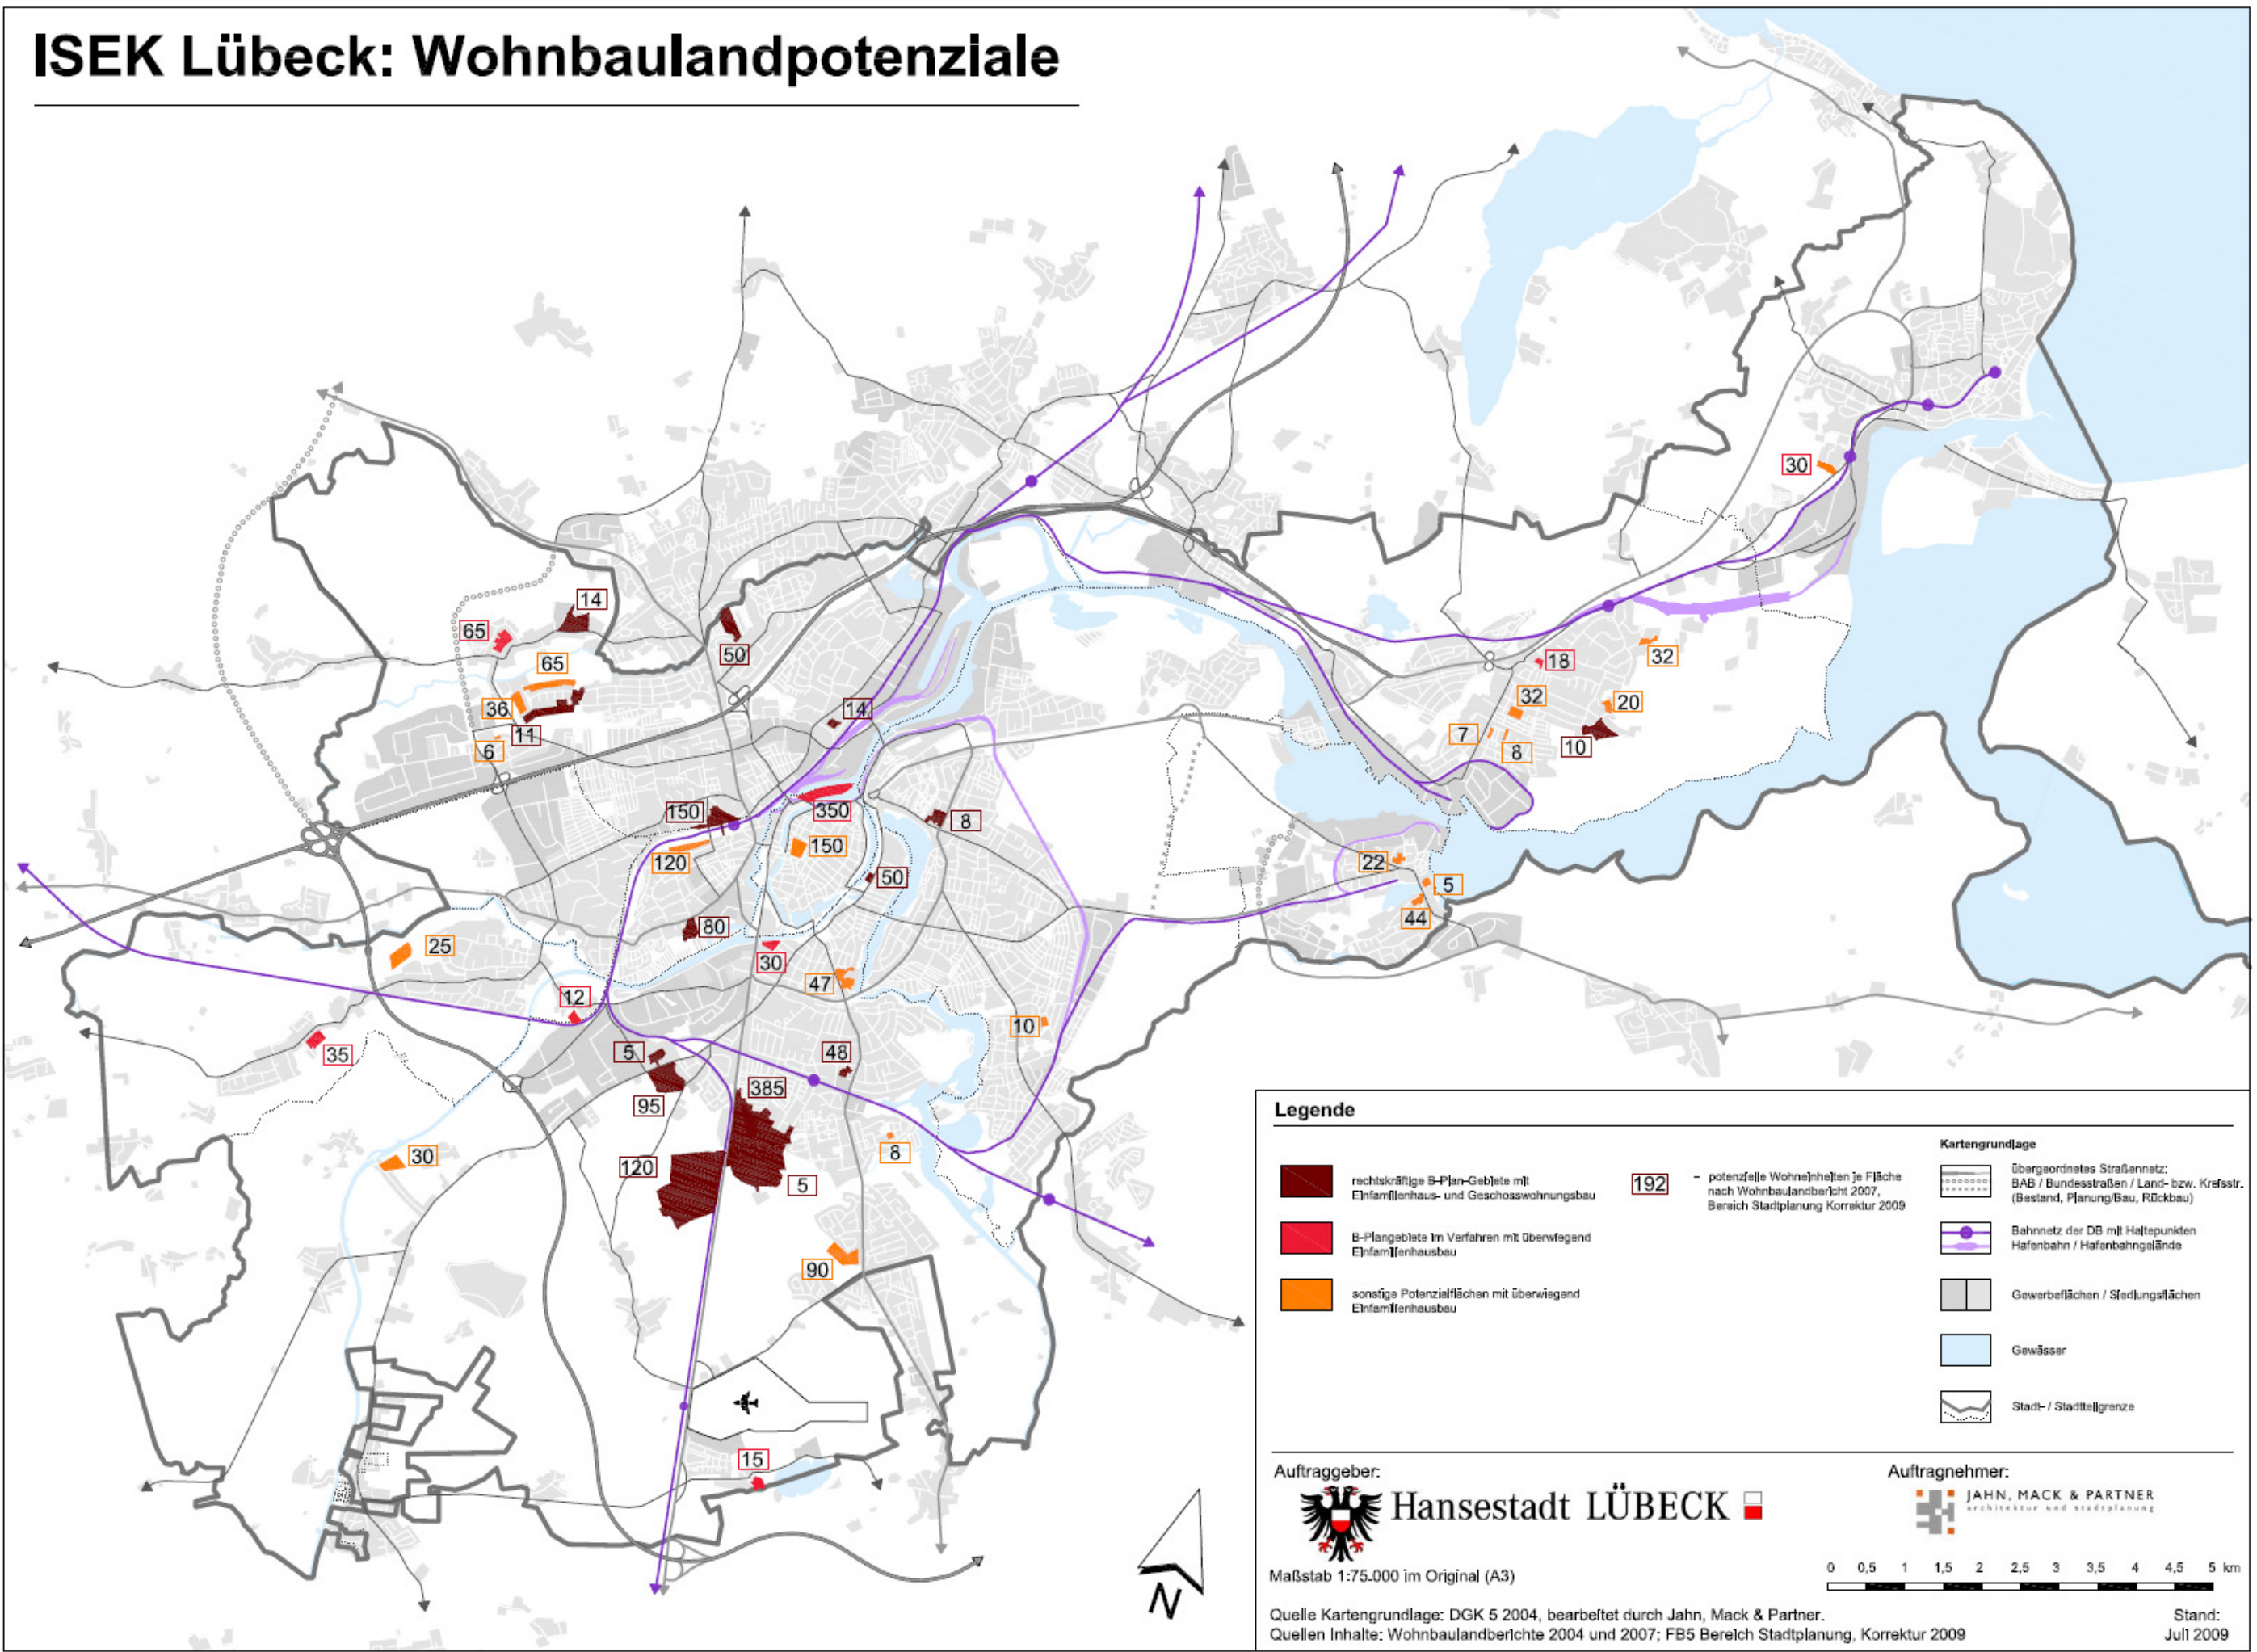 ISEK Lübeck: Wohnbaulandpotenziale
30
14
65
50
65
18
32
36
32
20
14
11
7
8
10
6
150
350
8
120
150
22
50
5
80
44
25
30
47
12
10
35
5
48
95
385
30
8
120
5
90
15
N
Legende
rechtskräftige B-Plan-Gebiete mit
Einfamilienhaus- und Geschosswohnungsbau
B-Plangebiete im Verfahren mit überwiegend
Einfamilienhausbau
sonstige Potenzialflächen mit überwiegend
Einfamilienhausbau
192
- potenzielle Wohneinheiten je Fläche
nach Wohnbaulandbericht 2007,
Bereich Stadtplanung Korrektur 2009
Kartengrundlage
übergeordnetes Straßennetz:
BAB / Bundesstraßen / Land- bzw. Kreisstr.
(Bestand, Planung/Bau, Rückbau)
Bahnnetz der DB mit Haltepunkten
Hafenbahn / Hafenbahngelände
Gewerbeflächen / Siedlungsflächen
Gewässer
Stadt- / Stadtteilgrenze
Auftraggeber:
Hansestadt LÜBECK
Auftragnehmer:
JAHN, MACK & PARTNER
architektur und stadtplanung
Maßstab 1:75.000 im Original (A3)
0 0,5 1 1,5 2 2,5 3 3,5 4 4,5 5 km
Quelle Kartengrundlage: DGK 5 2004, bearbeitet durch Jahn, Mack & Partner.
Quellen Inhalte: Wohnbaulandberichte 2004 und 2007; FB5 Bereich Stadtplanung, Korrektur 2009
Stand:
Juli 2009